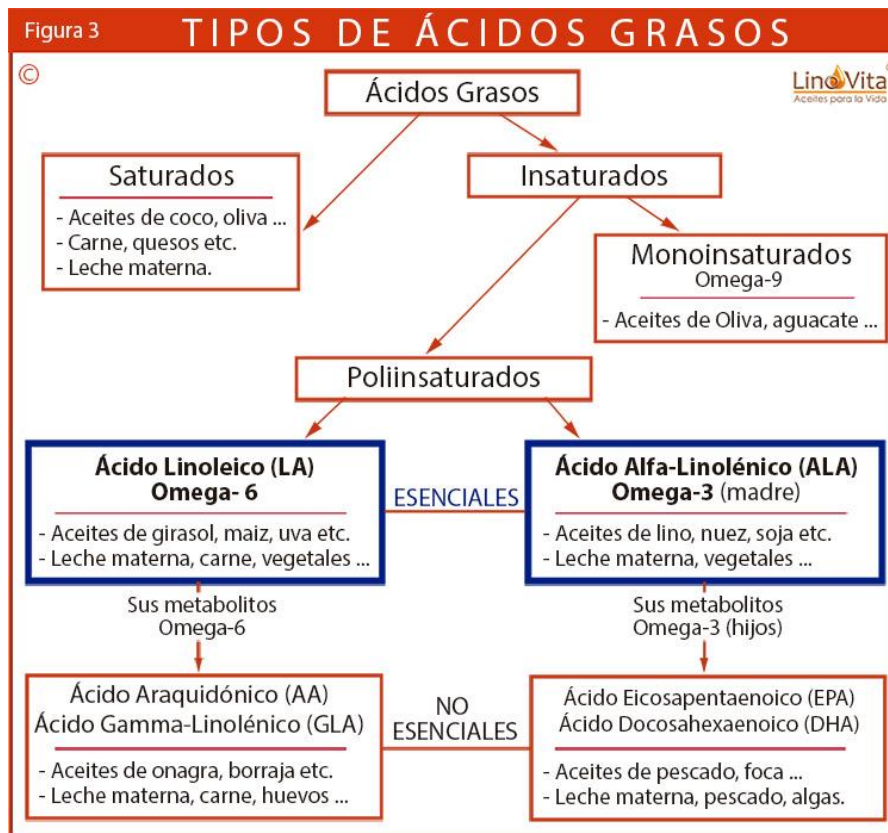 Figura 3
TIPOS DE ÁCIDOS GRASOS
©
LinoVita
Aceites para la Vida
Ácidos Grasos
Saturados
- Aceites de coco, oliva ...
- Carne, quesos etc.
- Leche materna.
Insaturados
Monoinsaturados
Omega-9
- Aceites de Oliva, aguacate ...
Poliinsaturados
Ácido Linoleico (LA)
Omega- 6
- Aceites de girasol, maiz, uva etc.
- Leche materna, carne, vegetales ...
ESENCIALES
Ácido Alfa-Linolénico (ALA)
Omega-3 (madre)
- Aceites de lino, nuez, soja etc.
- Leche materna, vegetales ...
Sus metabolitos
Omega-6
Sus metabolitos
Omega-3 (hijos)
Ácido Araquidónico (AA)
Ácido Gamma-Linolénico (GLA)
- Aceites de onagra, borraja etc.
- Leche materna, carne, huevos ...
NO
ESENCIALES
Ácido Eicosapentaenoico (EPA)
Ácido Docosahexaenoico (DHA)
- Aceites de pescado, foca ...
- Leche materna, pescado, algas.